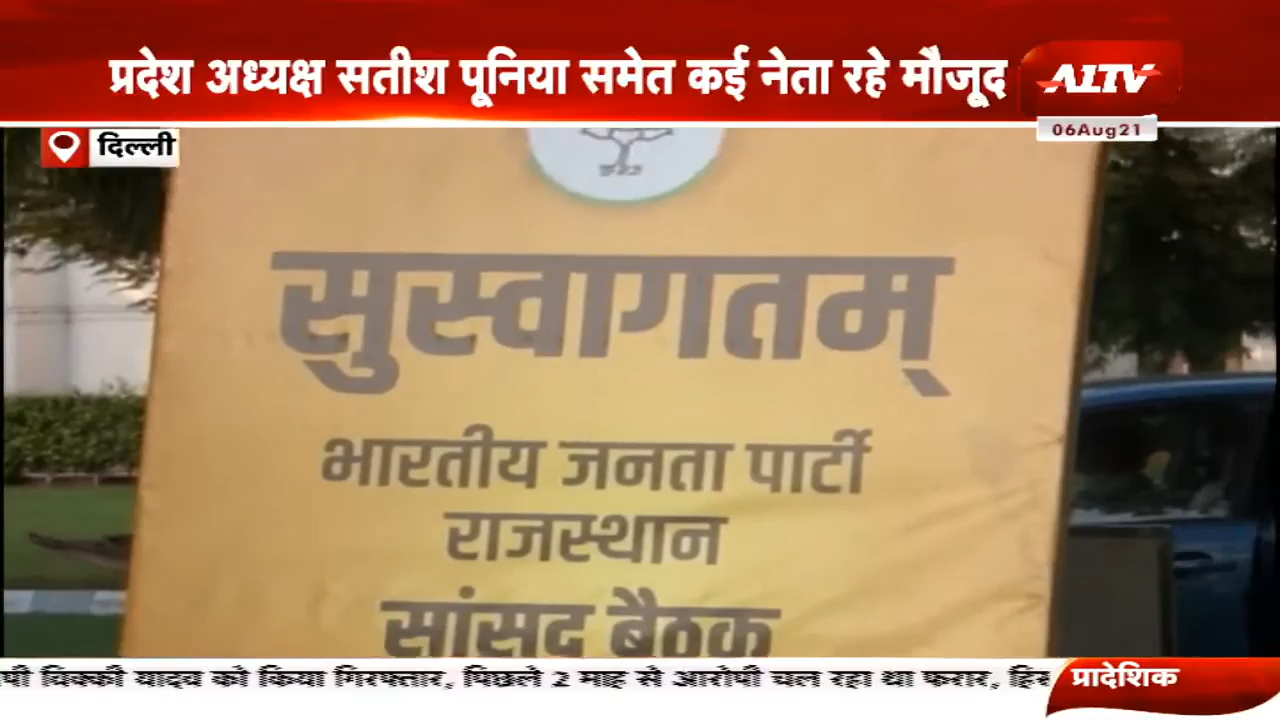 प्रदेश अध्यक्ष सतीश पूनिया समेत कई नेता रहे मौजूद
ALTV
06Aug21
दिल्ली
सुस्वागतम्
भारतीय जनता पार्टी
राजस्थान
सांसद बैठक
को किया गिरफ्तार, पिछले 2 माह से आरोपी चल रहा था फरार,
प्रादेशिक